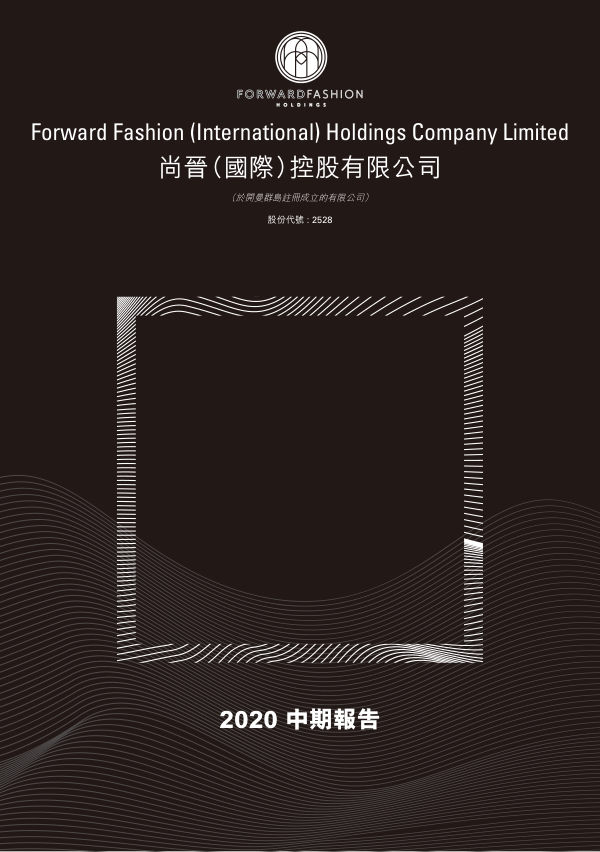 FORWARDFASHION
HOLDINGS
Forward Fashion (International) Holdings Company Limited
尚晉(國際)控股有限公司
(於開曼群島註冊成立的有限公司)
股份代號 : 2528
2020 中期報告